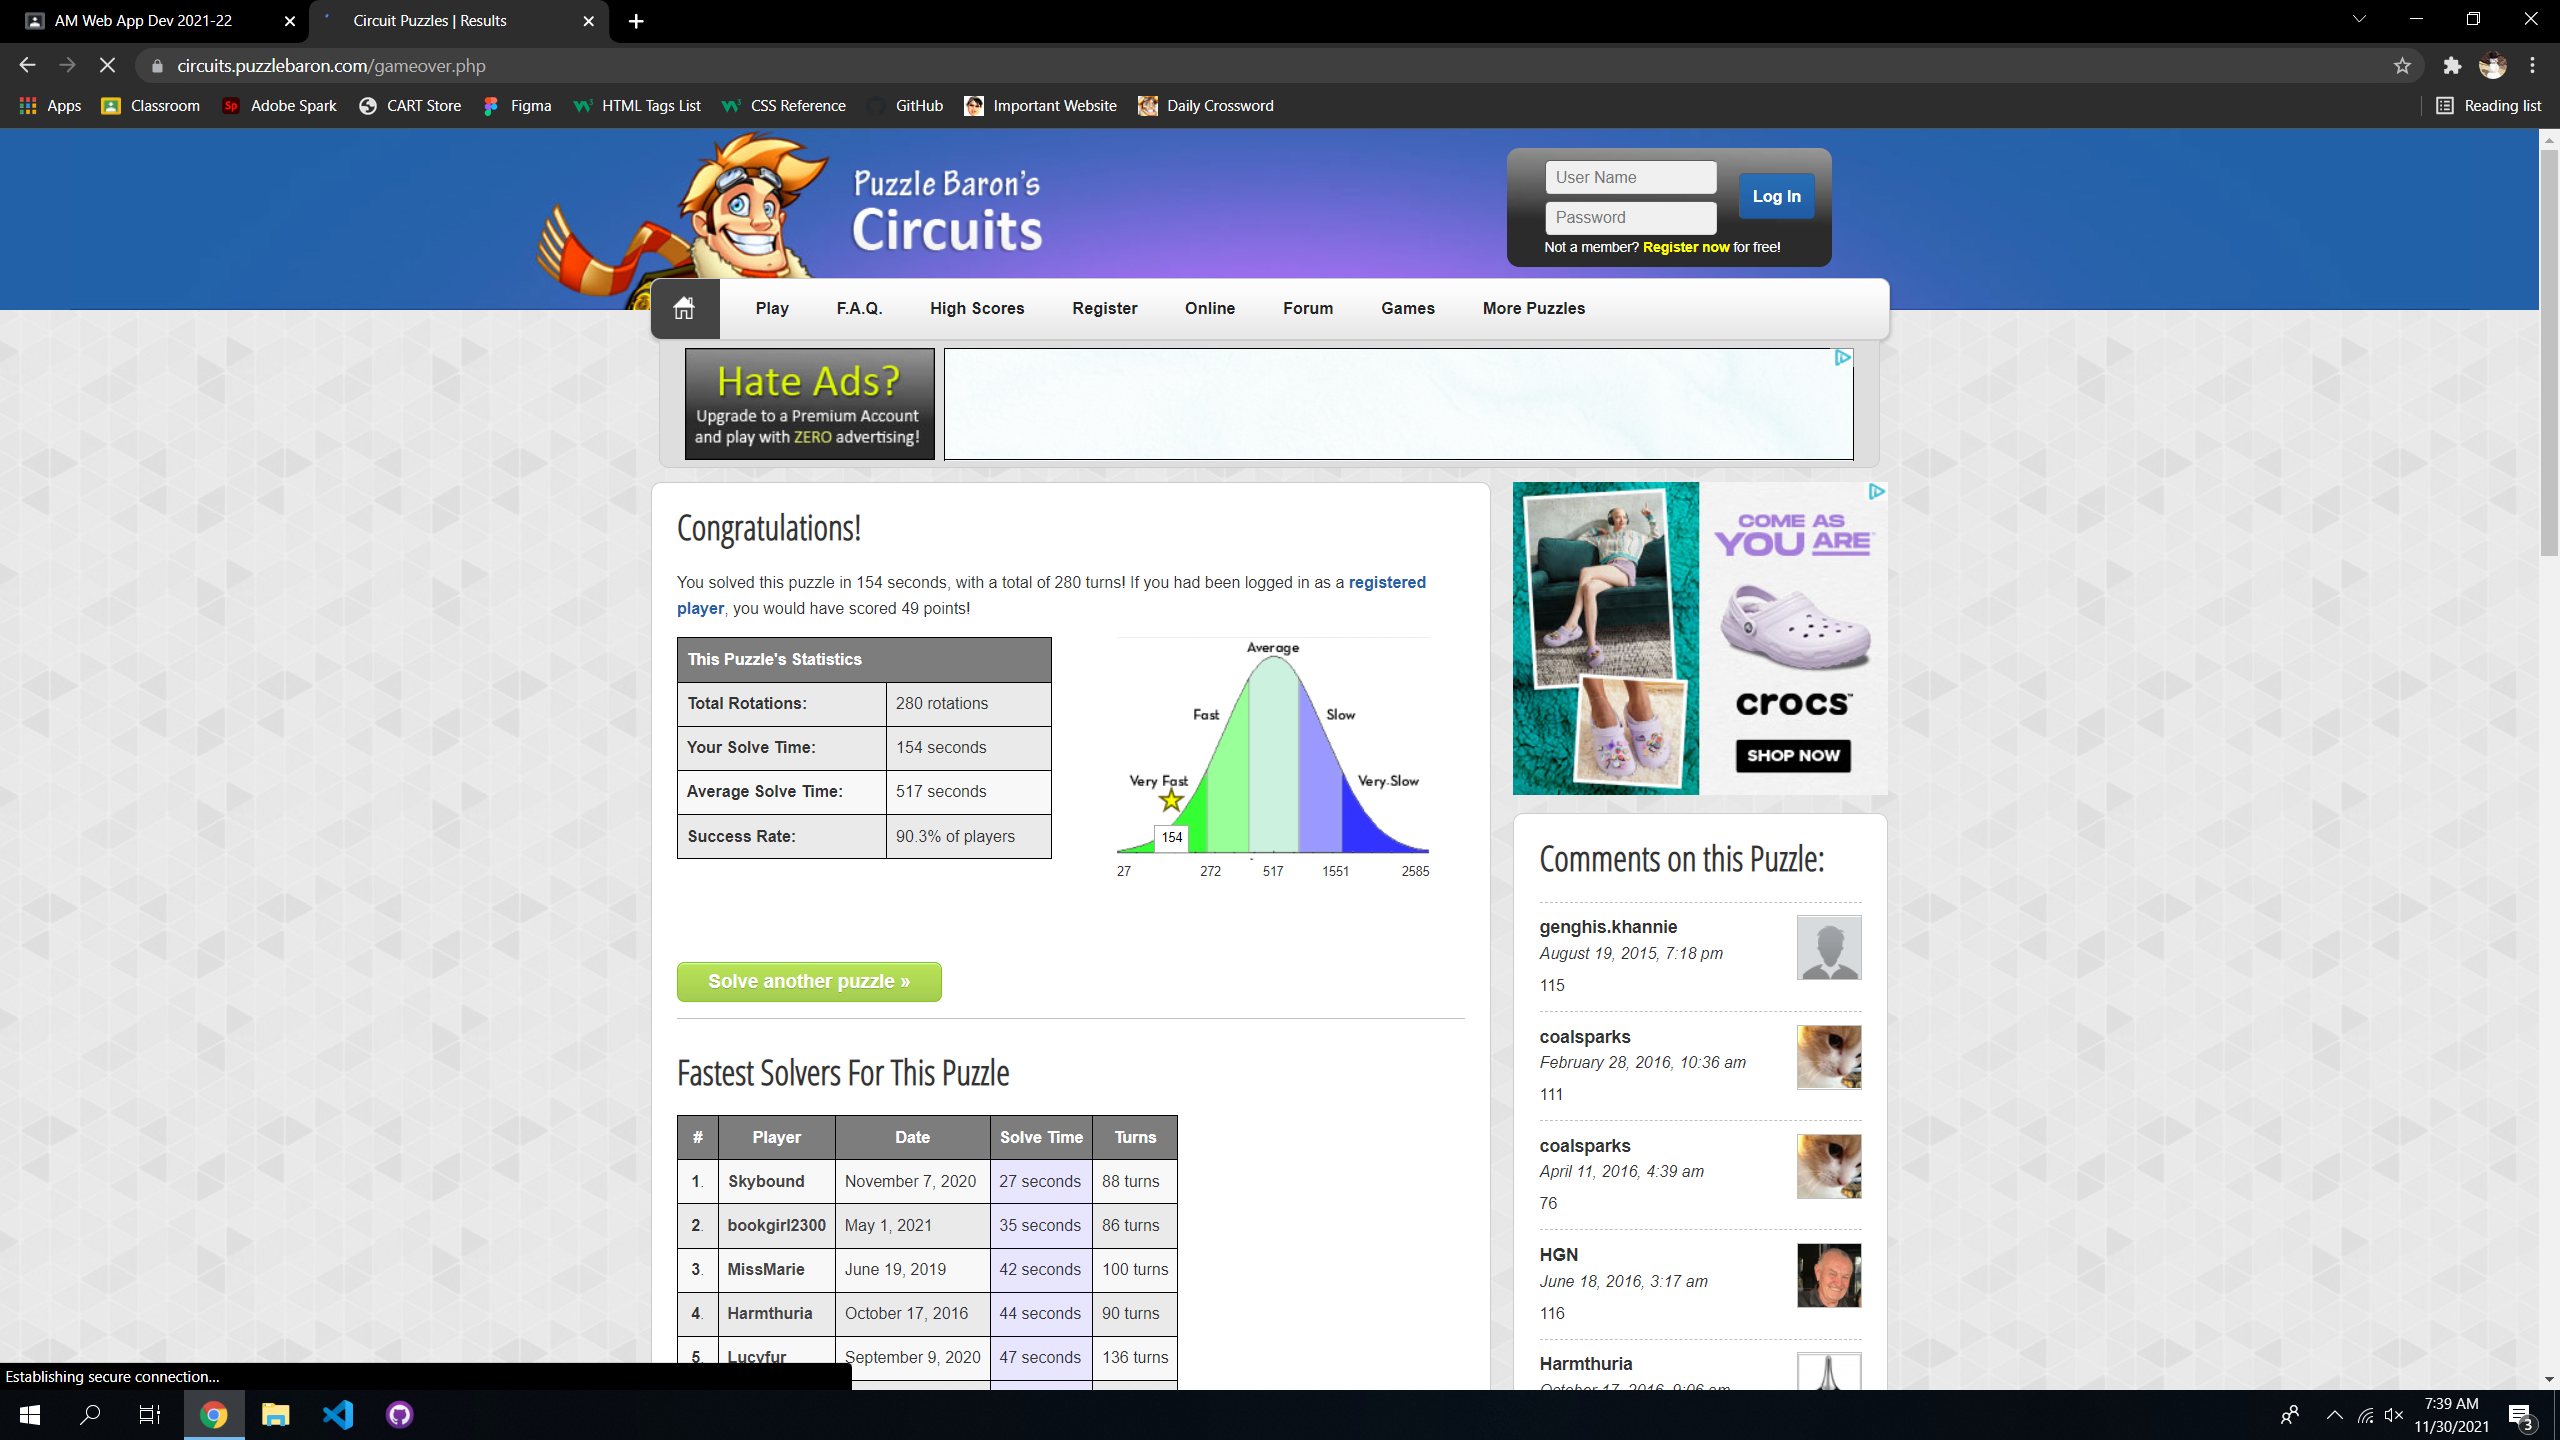 AM Web App Dev 2021-22
Circuit Puzzles | Results
circuits.puzzlebaron.com/gameover.php
Apps
Classroom
Sp
Adobe Spark
CART Store
Figma
HTML Tags List
CSS Reference
GitHub
Important Website
Daily Crossword
Reading list
Puzzle Baron's
Circuits
User Name
Password
Log In
Not a member? Register now for free!
Play
F.A.Q.
High Scores
Register
Online
Forum
Games
More Puzzles
Hate Ads?
Upgrade to a Premium Account
and play with ZERO advertising!
Congratulations!
You solved this puzzle in 154 seconds, with a total of 280 turns! If you had been logged in as a registered
player, you would have scored 49 points!
This Puzzle's Statistics
Total Rotations: 280 rotations
Your Solve Time: 154 seconds
Average Solve Time: 517 seconds
Success Rate: 90.3% of players
Average
Fast
Slow
Very Fast
Very Slow
154
27 272 517 1551 2585
Solve another puzzle »
Fastest Solvers For This Puzzle
# Player Date Solve Time Turns
1. Skybound November 7, 2020 27 seconds 88 turns
2. bookgirl2300 May 1, 2021 35 seconds 86 turns
3. MissMarie June 19, 2019 42 seconds 100 turns
4. Harmthuria October 17, 2016 44 seconds 90 turns
5. Lucyfur September 9, 2020 47 seconds 136 turns
COME AS
YOU ARE™
crocs™
SHOP NOW
Comments on this Puzzle:
genghis.khannie
August 19, 2015, 7:18 pm
115
coalsparks
February 28, 2016, 10:36 am
111
coalsparks
April 11, 2016, 4:39 am
76
HGN
June 18, 2016, 3:17 am
116
Harmthuria
October 17, 2016, 9:06 am
Establishing secure connection...
7:39 AM
11/30/2021
3